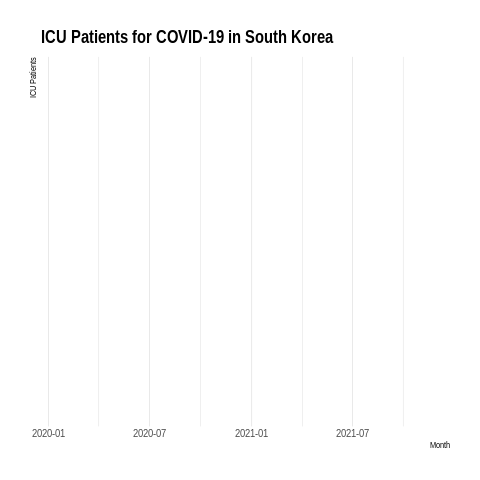 ICU Patients for COVID-19 in South Korea
ICU Patients
2020-01 2020-07 2021-01 2021-07
Month